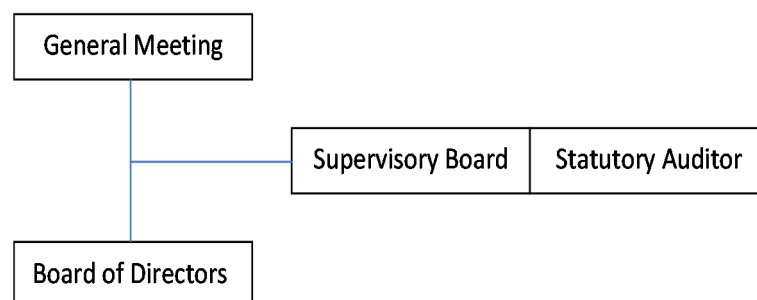 General Meeting
Supervisory Board
Statutory Auditor
Board of Directors